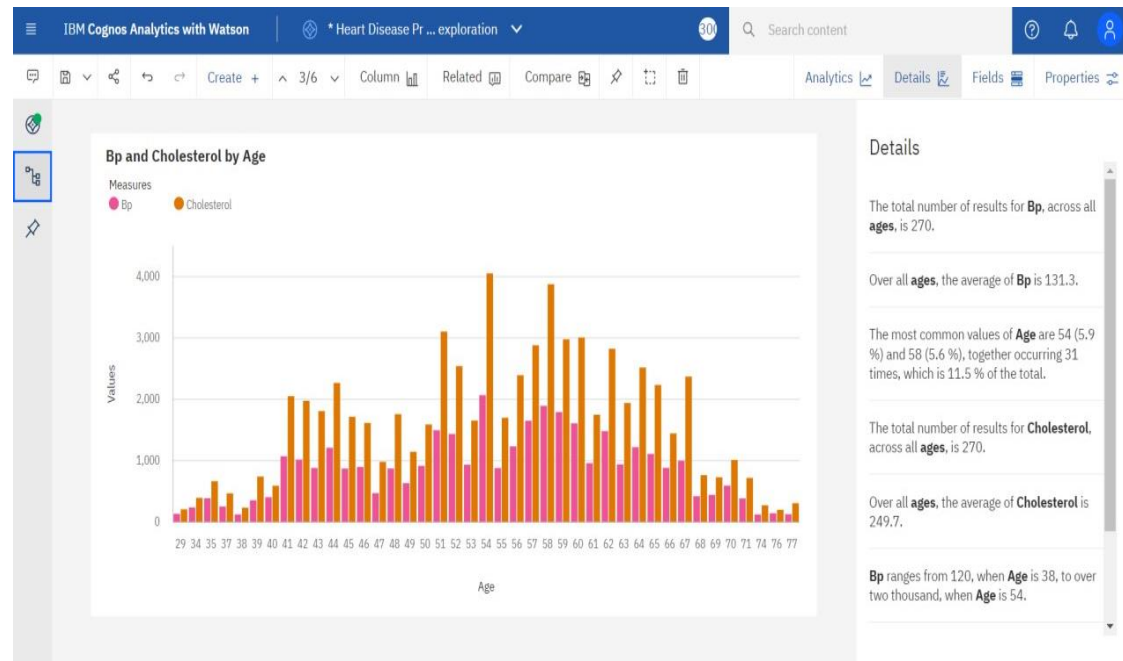 IBM Cognos Analytics with Watson
* Heart Disease Pr ... exploration
Search content
Create +
3/6
Column
Related
Compare
Analytics
Details
Fields
Properties
Bp and Cholesterol by Age
Measures
Bp Cholesterol
4,000
3,000
2,000
1,000
0
Values
29 34 35 37 38 39 40 41 42 43 44 45 46 47 48 49 50 51 52 53 54 55 56 57 58 59 60 61 62 63 64 65 66 67 68 69 70 71 74 76 77
Age
Details
The total number of results for Bp, across all
ages, is 270.
Over all ages, the average of Bp is 131.3.
The most common values of Age are 54 (5.9
%) and 58 (5.6 %), together occurring 31
times, which is 11.5 % of the total.
The total number of results for Cholesterol,
across all ages, is 270.
Over all ages, the average of Cholesterol is
249.7.
Bp ranges from 120, when Age is 38, to over
two thousand, when Age is 54.